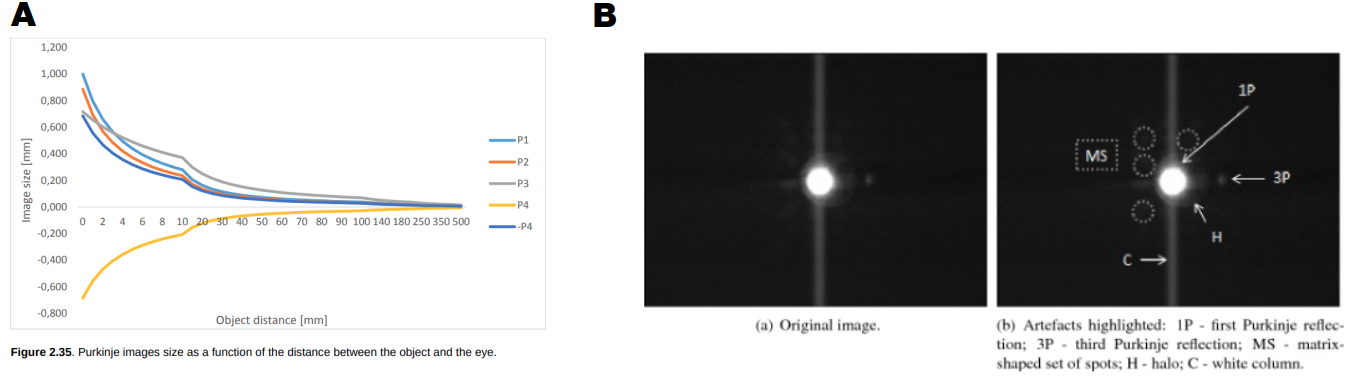 A
B
1,200
1,000
0,800
0,600
0,400
0,200
0,000
-0,200
-0,400
-0,600
-0,800
Image size [mm]
0 2 4 6 8 10 20 30 40 50 60 70 80 90 100 140 180 250 350 500
Object distance [mm]
P1
P2
P3
P4
-P4
Figure 2.35. Purkinje images size as a function of the distance between the object and the eye.
1P
MS
3P
H
C
(a) Original image.
(b) Artefacts highlighted: 1P - first Purkinje reflec-
tion; 3P - third Purkinje reflection; MS - matrix-
shaped set of spots; H - halo; C - white column.